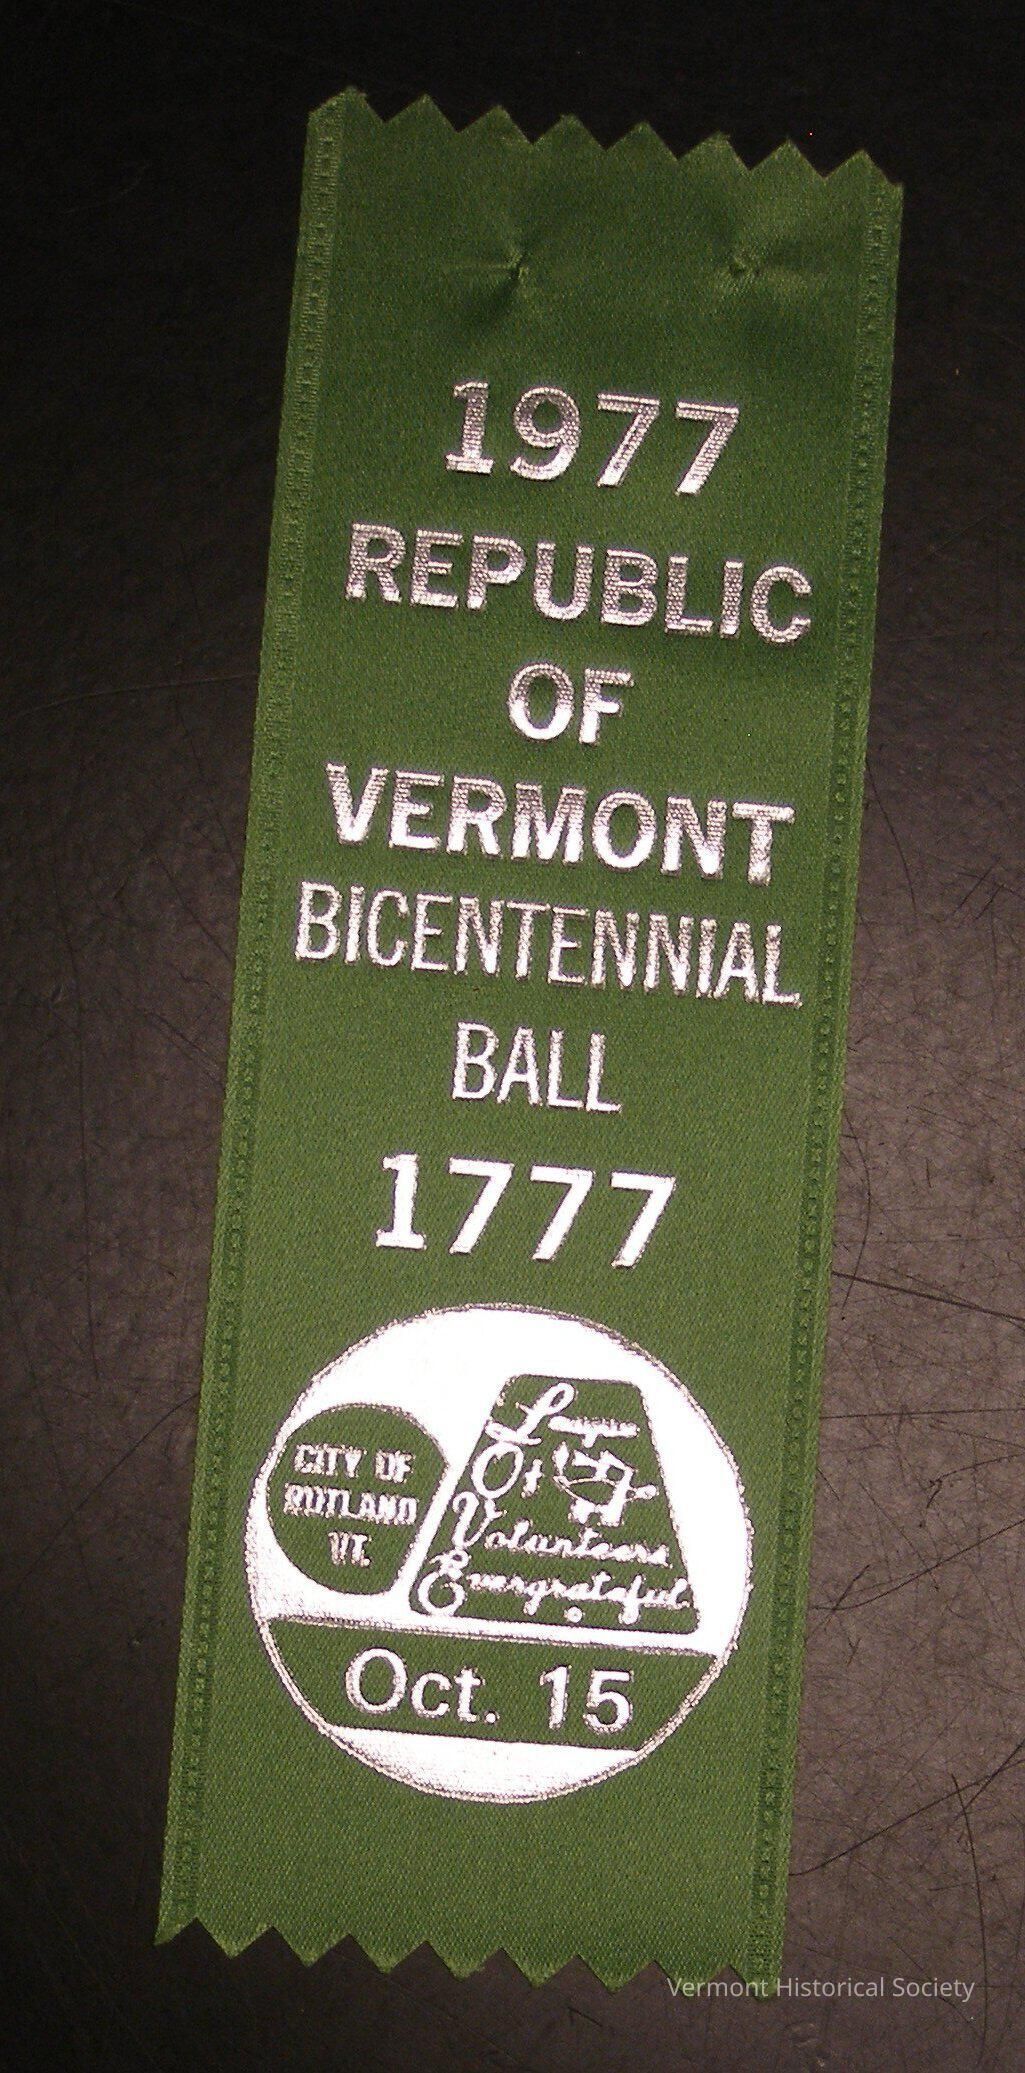 1977
REPUBLIC
OF
VERMONT
BICENTENNIAL
BALL
1777
CITY OF
RUTLAND
VT.
League
Of
Volunteers
Evergrateful
Oct. 15
Vermont Historical Society